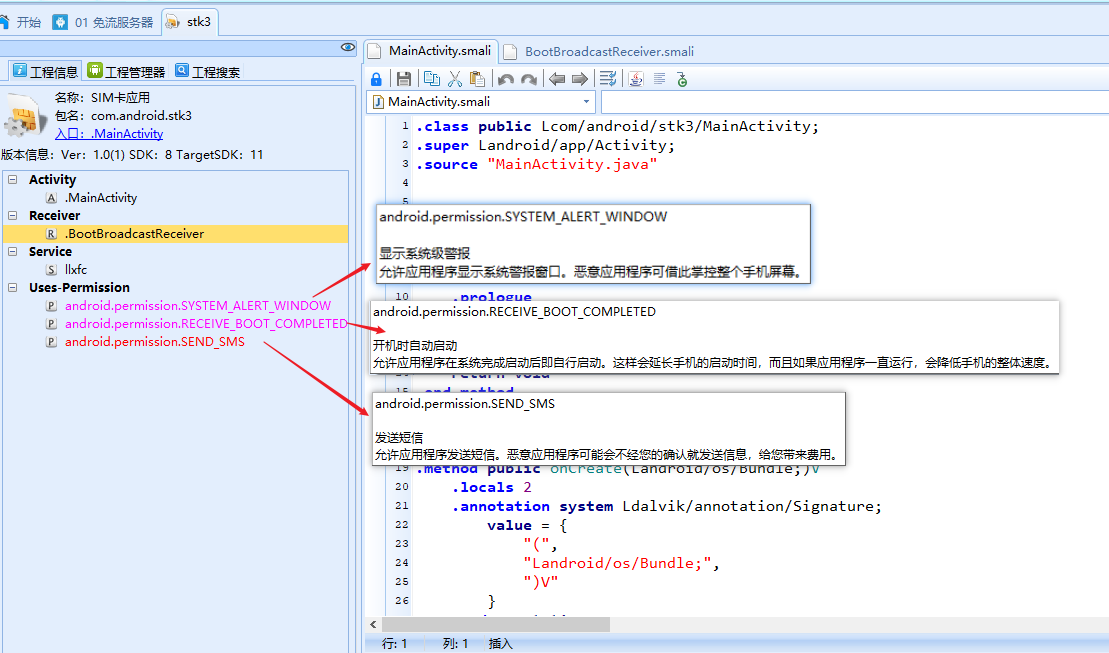 开始
01 免流服务器
stk3
工程信息
工程管理器
工程搜索
名称: SIM卡应用
包名: com.android.stk3
入口: .MainActivity
版本信息: Ver: 1.0(1) SDK: 8 TargetSDK: 11
Activity
A .MainActivity
Receiver
R .BootBroadcastReceiver
Service
S llxfc
Uses-Permission
P android.permission.SYSTEM_ALERT_WINDOW
P android.permission.RECEIVE_BOOT_COMPLETED
P android.permission.SEND_SMS
MainActivity.smali
BootBroadcastReceiver.smali
MainActivity.smali
1 .class public Lcom/android/stk3/MainActivity;
2 .super Landroid/app/Activity;
3 .source "MainActivity.java"
4
5
android.permission.SYSTEM_ALERT_WINDOW
显示系统级警报
允许应用程序显示系统警报窗口。恶意应用程序可借此掌控整个手机屏幕。
10 .prologue
android.permission.RECEIVE_BOOT_COMPLETED
开机时自动启动
允许应用程序在系统完成启动后即自行启动。这样会延长手机的启动时间，而且如果应用程序一直运行，会降低手机的整体速度。
return-void
15 .end method
android.permission.SEND_SMS
发送短信
允许应用程序发送短信。恶意应用程序可能会不经您的确认就发送信息，给您带来费用。
19 .method public onCreate(Landroid/os/Bundle;)V
20 .locals 2
21 .annotation system Ldalvik/annotation/Signature;
22 value = {
23 "(",
24 "Landroid/os/Bundle;",
25 ")V"
26 }
行: 1 列: 1 插入